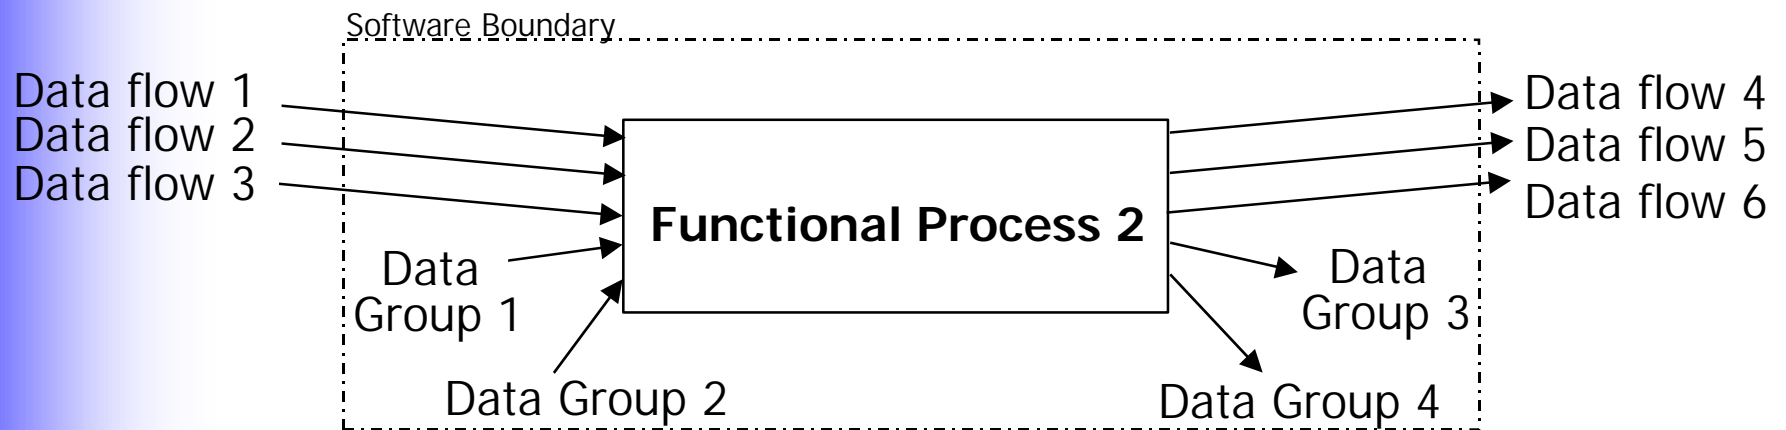 Software Boundary
Data flow 1
Data flow 2
Data flow 3
Data
Group 1
Data Group 2
Functional Process 2
Data flow 4
Data flow 5
Data flow 6
Data
Group 3
Data Group 4